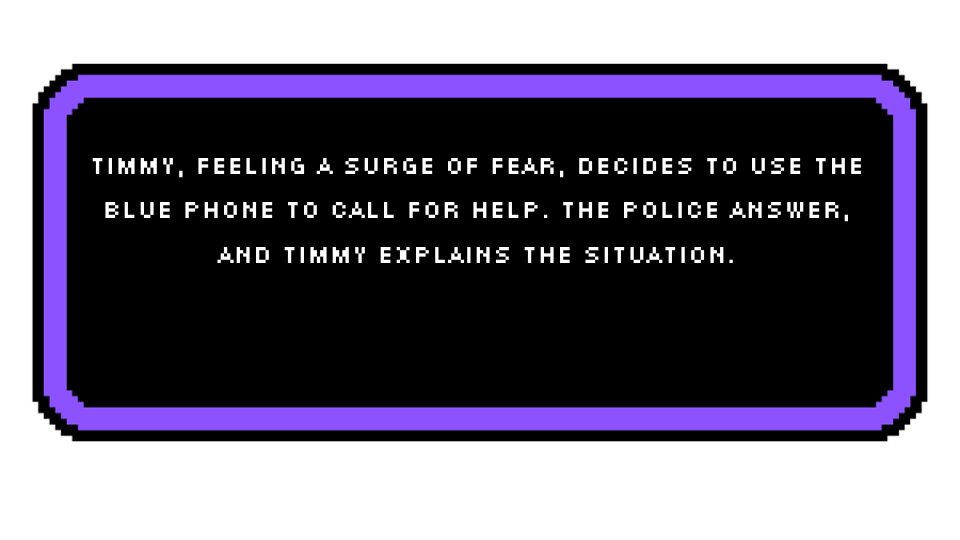 TIMMY, FEELING A SURGE OF FEAR, DECIDES TO USE THE
BLUE PHONE TO CALL FOR HELP. THE POLICE ANSWER,
AND TIMMY EXPLAINS THE SITUATION.